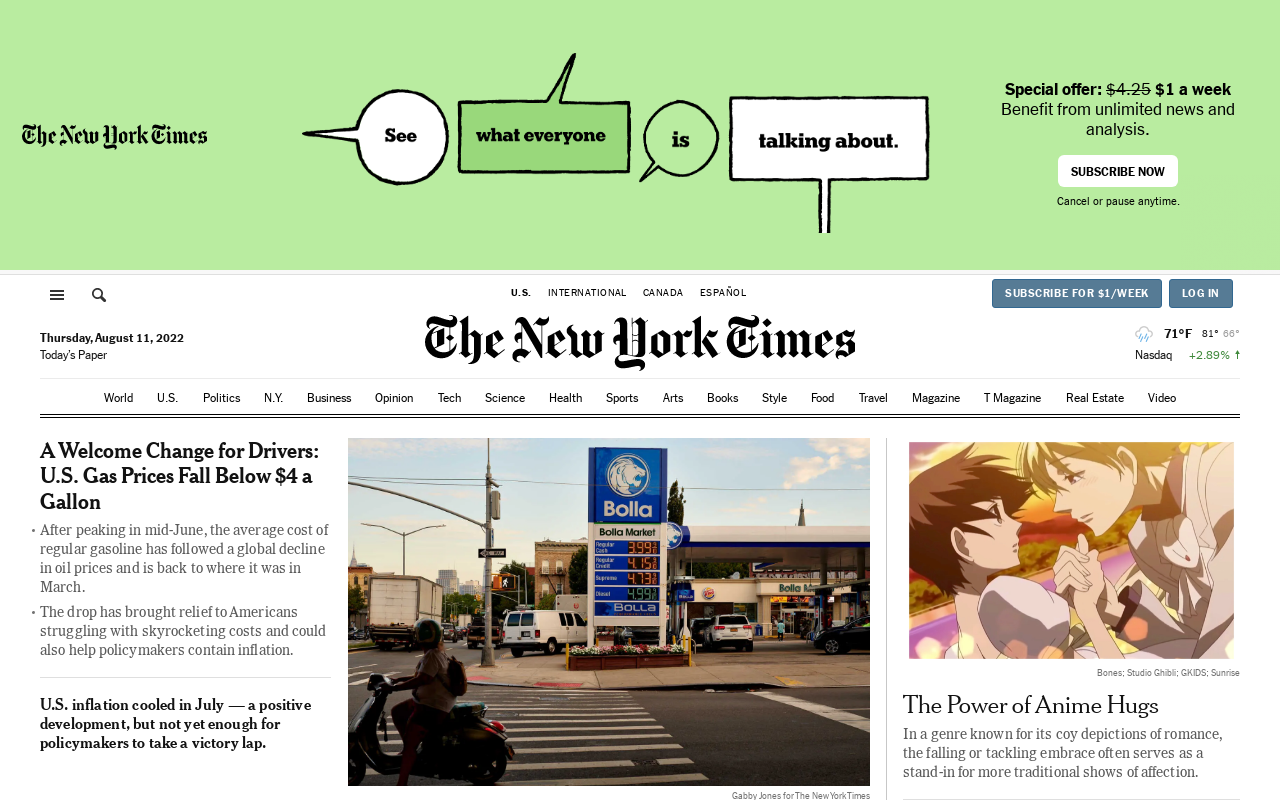 The New York Times
See what everyone is talking about.
Special offer: $4.25 $1 a week
Benefit from unlimited news and
analysis.
SUBSCRIBE NOW
Cancel or pause anytime.
U.S. INTERNATIONAL CANADA ESPAÑOL
SUBSCRIBE FOR $1/WEEK LOG IN
The New York Times
Thursday, August 11, 2022
Today's Paper
71°F 81° 66°
Nasdaq +2.89% ↑
World U.S. Politics N.Y. Business Opinion Tech Science Health Sports Arts Books Style Food Travel Magazine T Magazine Real Estate Video
A Welcome Change for Drivers:
U.S. Gas Prices Fall Below $4 a
Gallon
• After peaking in mid-June, the average cost of
regular gasoline has followed a global decline
in oil prices and is back to where it was in
March.
• The drop has brought relief to Americans
struggling with skyrocketing costs and could
also help policymakers contain inflation.
U.S. inflation cooled in July — a positive
development, but not yet enough for
policymakers to take a victory lap.
Bolla
Bolla Market
Regular
Cash 3.99
Regular
Credit 4.15
Supreme 4.73
Diesel 4.99
BOLLA
Bolla
Gabby Jones for The New York Times
Bones; Studio Ghibli; GKIDS; Sunrise
The Power of Anime Hugs
In a genre known for its coy depictions of romance,
the falling or tackling embrace often serves as a
stand-in for more traditional shows of affection.